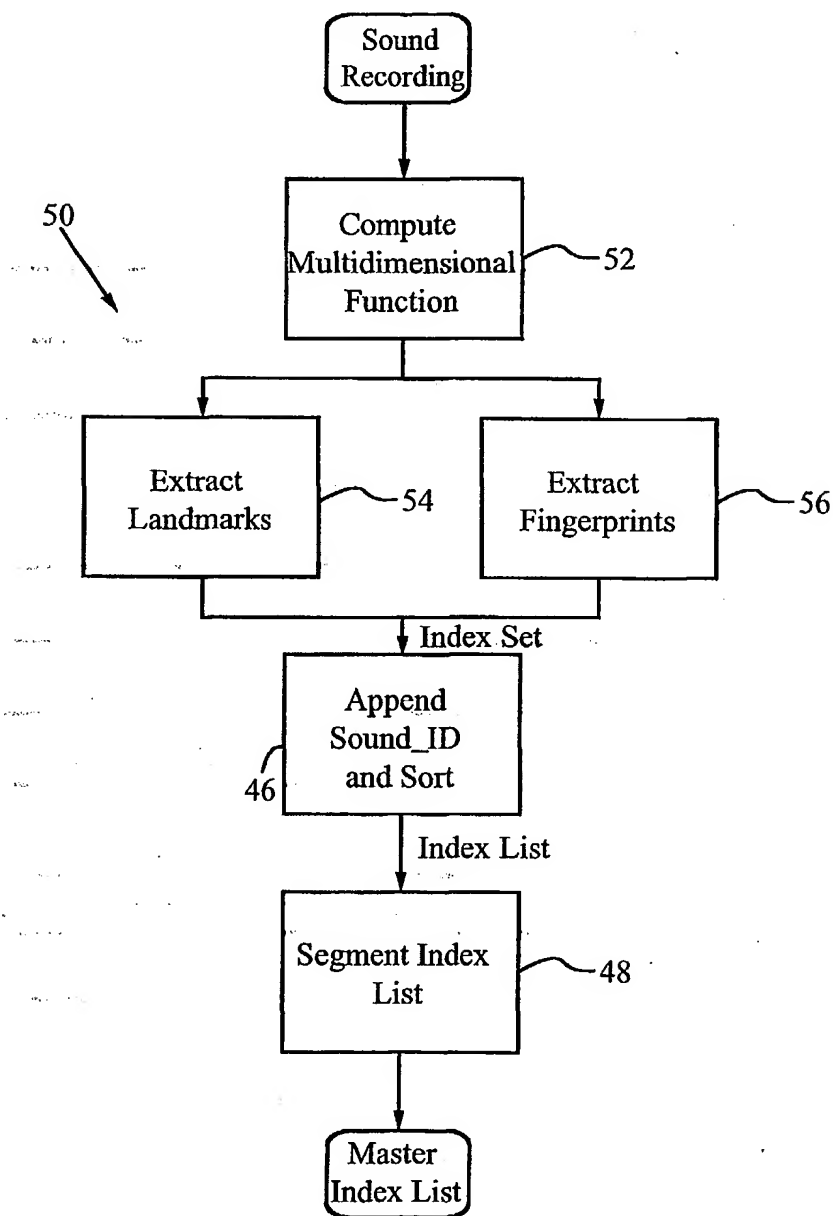 Sound
Recording
50
Compute
Multidimensional
Function
52
Extract
Landmarks
54
Extract
Fingerprints
56
Index Set
Append
Sound_ID
and Sort
46
Index List
Segment Index
List
48
Master
Index List